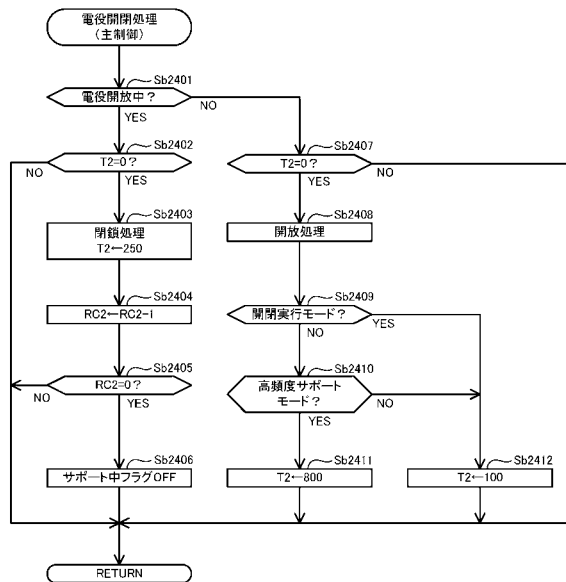 電役開閉処理
(主制御)
Sb2401
電役開放中?
NO
YES
Sb2402
T2=0?
NO
YES
Sb2407
T2=0?
NO
YES
Sb2403
閉鎖処理
T2←250
Sb2408
開放処理
Sb2404
RC2←RC2-1
Sb2409
開閉実行モード?
YES
NO
Sb2405
RC2=0?
NO
YES
Sb2410
高頻度サポート
モード?
NO
YES
Sb2406
サポート中フラグOFF
Sb2411
T2←800
Sb2412
T2←100
RETURN